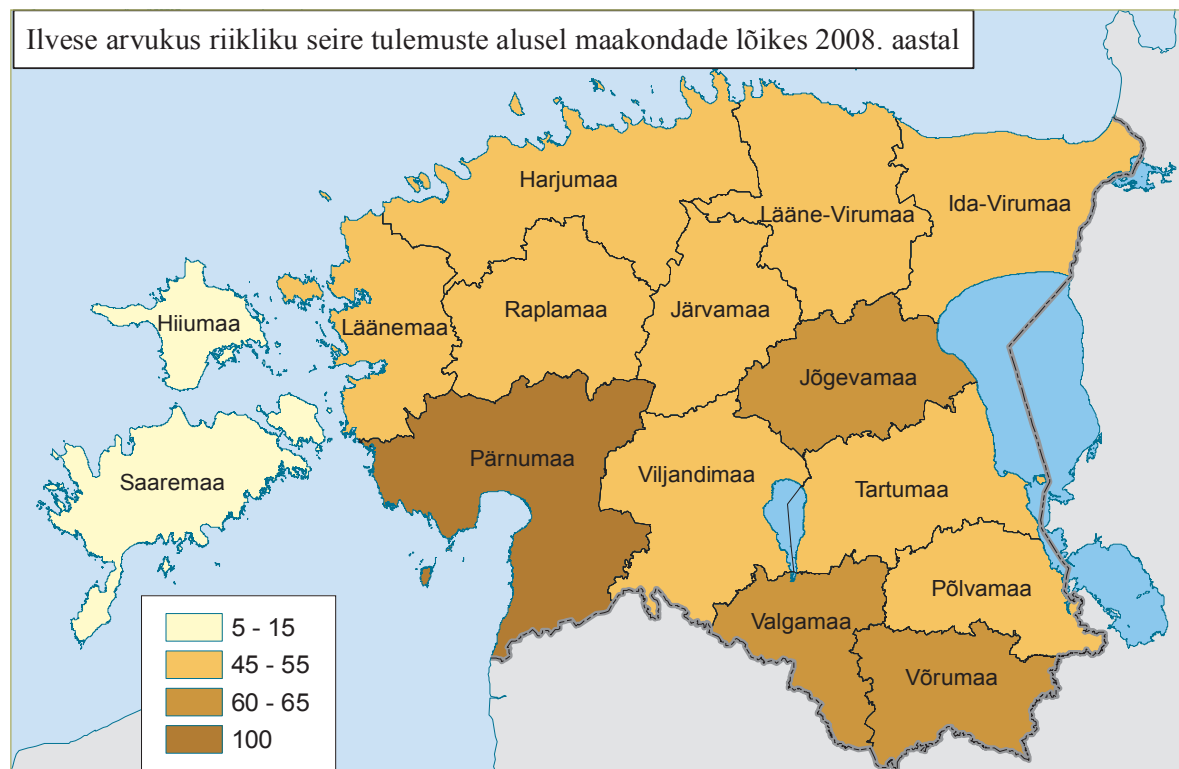 Ilvese arvukus riikliku seire tulemuste alusel maakondade lõikes 2008. aastal
Harjumaa
Lääne-Virumaa
Ida-Virumaa
Hiiumaa
Läänemaa
Raplamaa
Järvamaa
Jõgevamaa
Saaremaa
Pärnumaa
Viljandimaa
Tartumaa
Valgamaa
Põlvamaa
Võrumaa
5 - 15
45 - 55
60 - 65
100